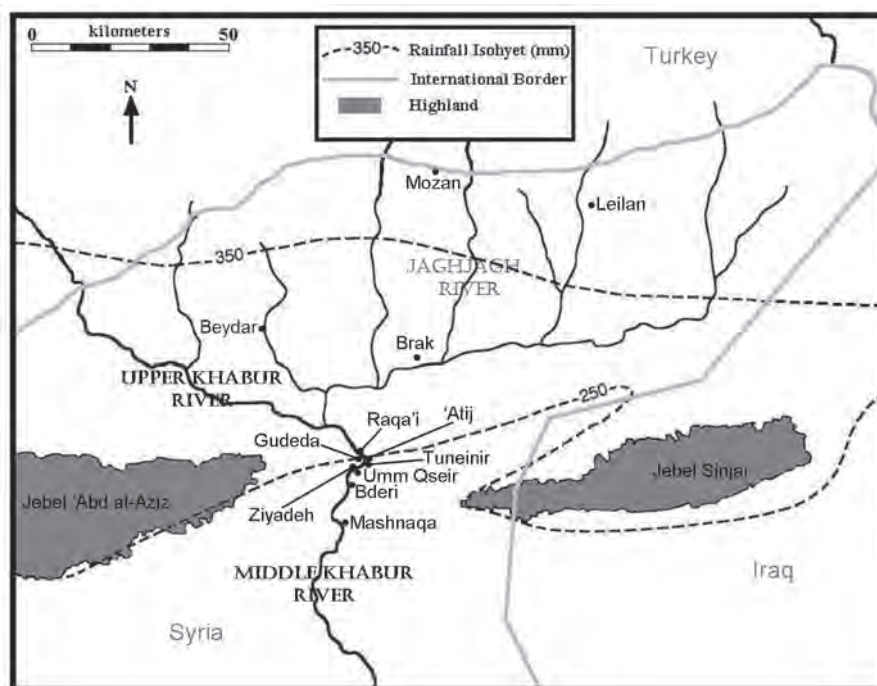 kilometers
0 50
N
350 Rainfall Isohyet (mm)
International Border
Highland
Turkey
Mozan
Leilan
350
JAGHJAGH
RIVER
Beydar
Brak
UPPER KHABUR
RIVER
250
Raqa'i
'Atij
Gudeda
Tuneinir
Umm Qseir
Bderi
Ziyadeh
Mashnaqa
Jebel 'Abd al-Aziz
Jebel Sinjar
MIDDLE KHABUR
RIVER
Iraq
Syria